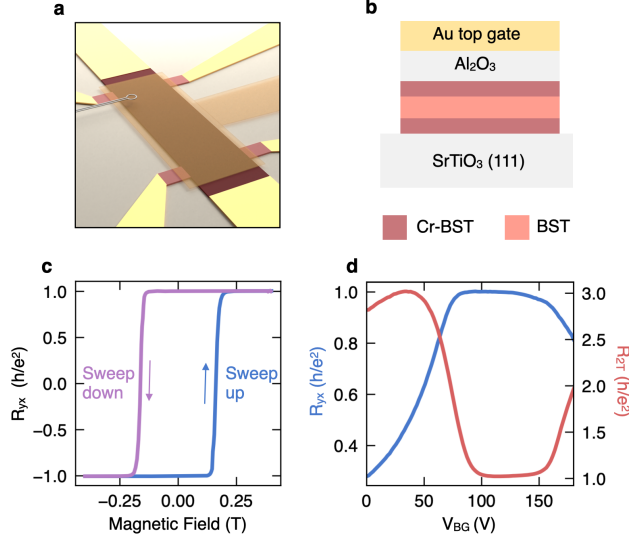 a
b
Au top gate
Al₂O₃
SrTiO₃ (111)
Cr-BST
BST
c
1.0
0.5
0.0
−0.5
−1.0
Ryx (h/e²)
Sweep down
Sweep up
−0.25
0.00
0.25
Magnetic Field (T)
d
1.0
0.8
0.6
0.4
Ryx (h/e²)
3.0
2.5
2.0
1.5
1.0
R2T (h/e²)
0
50
100
150
VBG (V)